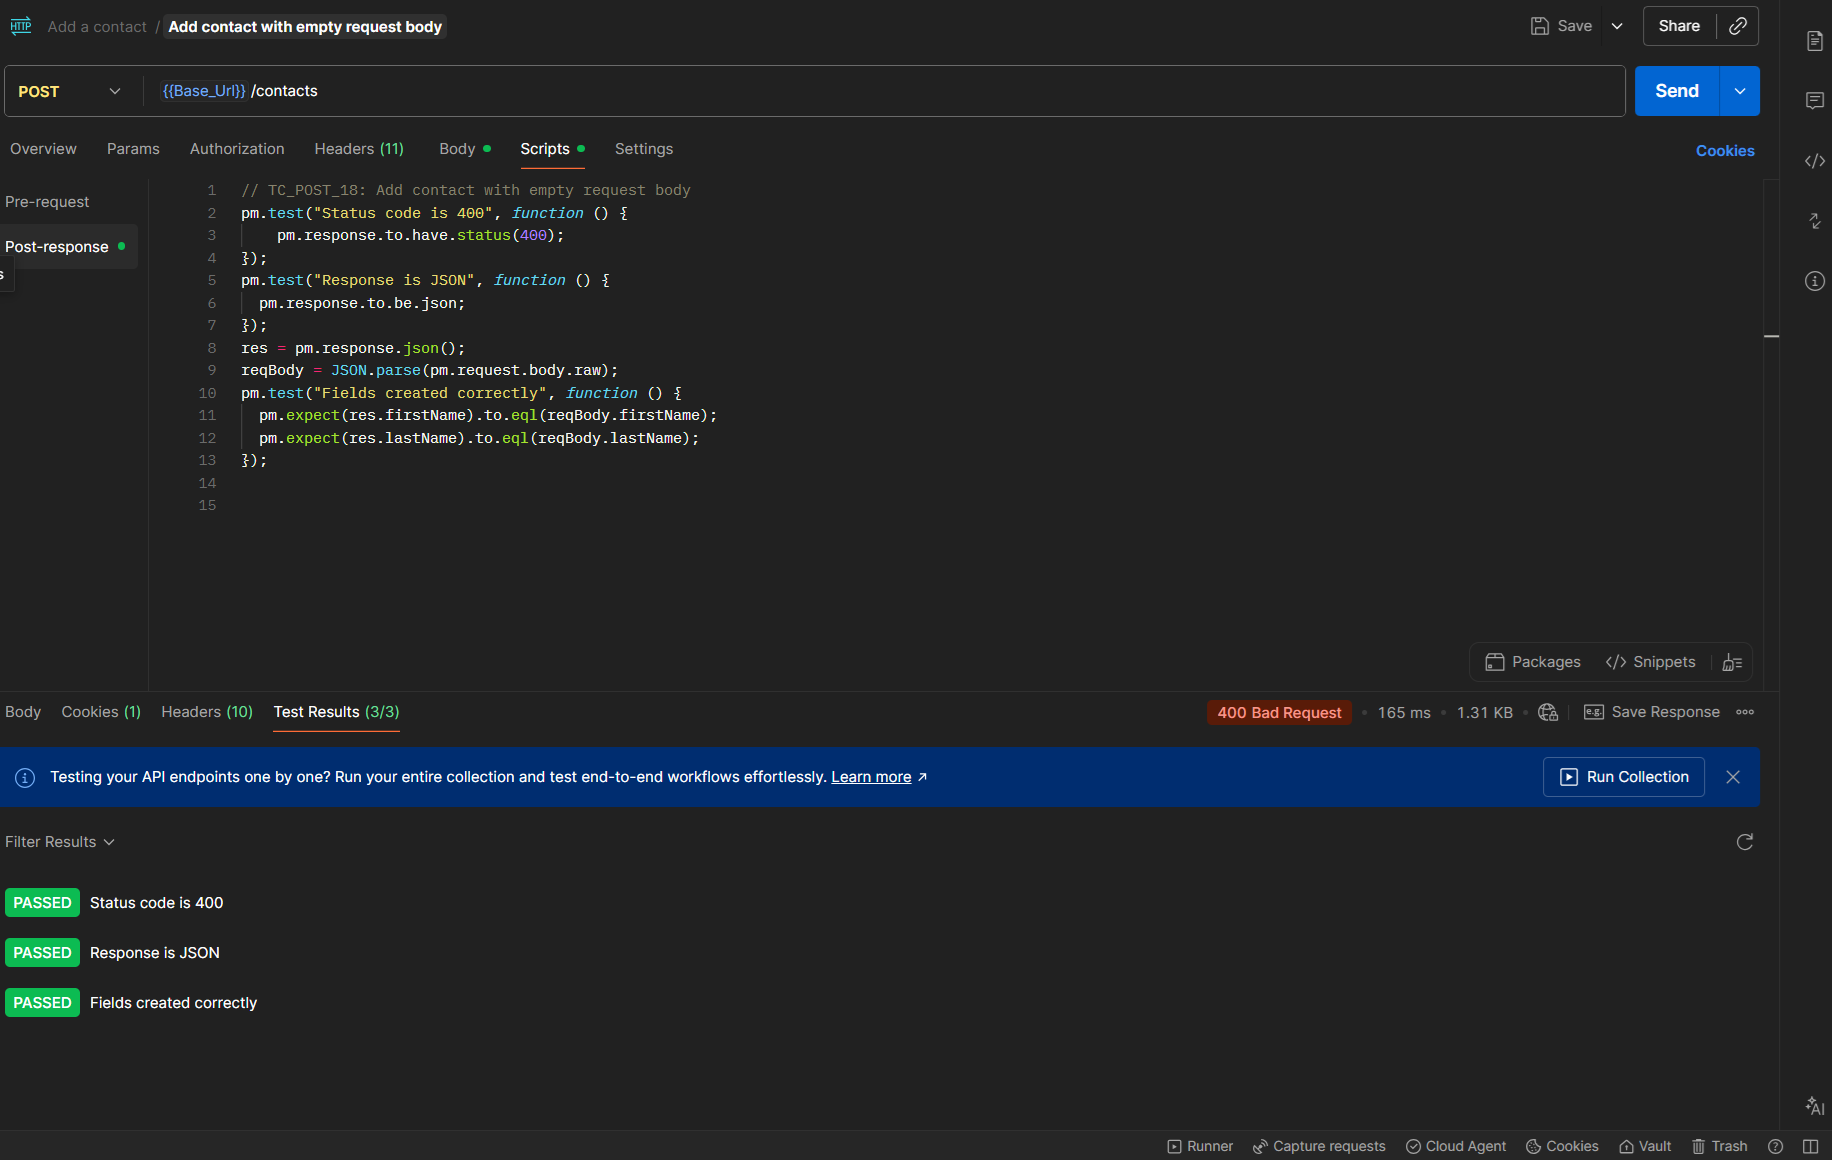 HTTP Add a contact / Add contact with empty request body Save Share
POST {{Base_Url}} /contacts Send
Overview Params Authorization Headers (11) Body Scripts Settings Cookies
Pre-request
Post-response
s
1 // TC_POST_18: Add contact with empty request body
2 pm.test("Status code is 400", function () {
3 pm.response.to.have.status(400);
4 });
5 pm.test("Response is JSON", function () {
6 pm.response.to.be.json;
7 });
8 res = pm.response.json();
9 reqBody = JSON.parse(pm.request.body.raw);
10 pm.test("Fields created correctly", function () {
11 pm.expect(res.firstName).to.eql(reqBody.firstName);
12 pm.expect(res.lastName).to.eql(reqBody.lastName);
13 });
14
15
Packages Snippets
Body Cookies (1) Headers (10) Test Results (3/3) 400 Bad Request • 165 ms • 1.31 KB • e.g. Save Response
Testing your API endpoints one by one? Run your entire collection and test end-to-end workflows effortlessly. Learn more ↗ Run Collection
Filter Results
PASSED Status code is 400
PASSED Response is JSON
PASSED Fields created correctly
AI
Runner Capture requests Cloud Agent Cookies Vault Trash